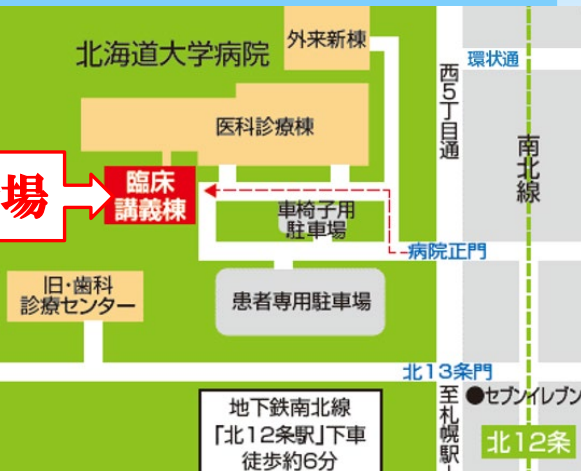 外来新棟
北海道大学病院
環状通
西5丁目通
医科診療棟
南北線
場
臨床
講義棟
車椅子用
駐車場
病院正門
旧・歯科
診療センター
患者専用駐車場
北13条門
至札幌駅
●セブンイレブン
地下鉄南北線
「北12条駅」下車
徒歩約6分
北12条